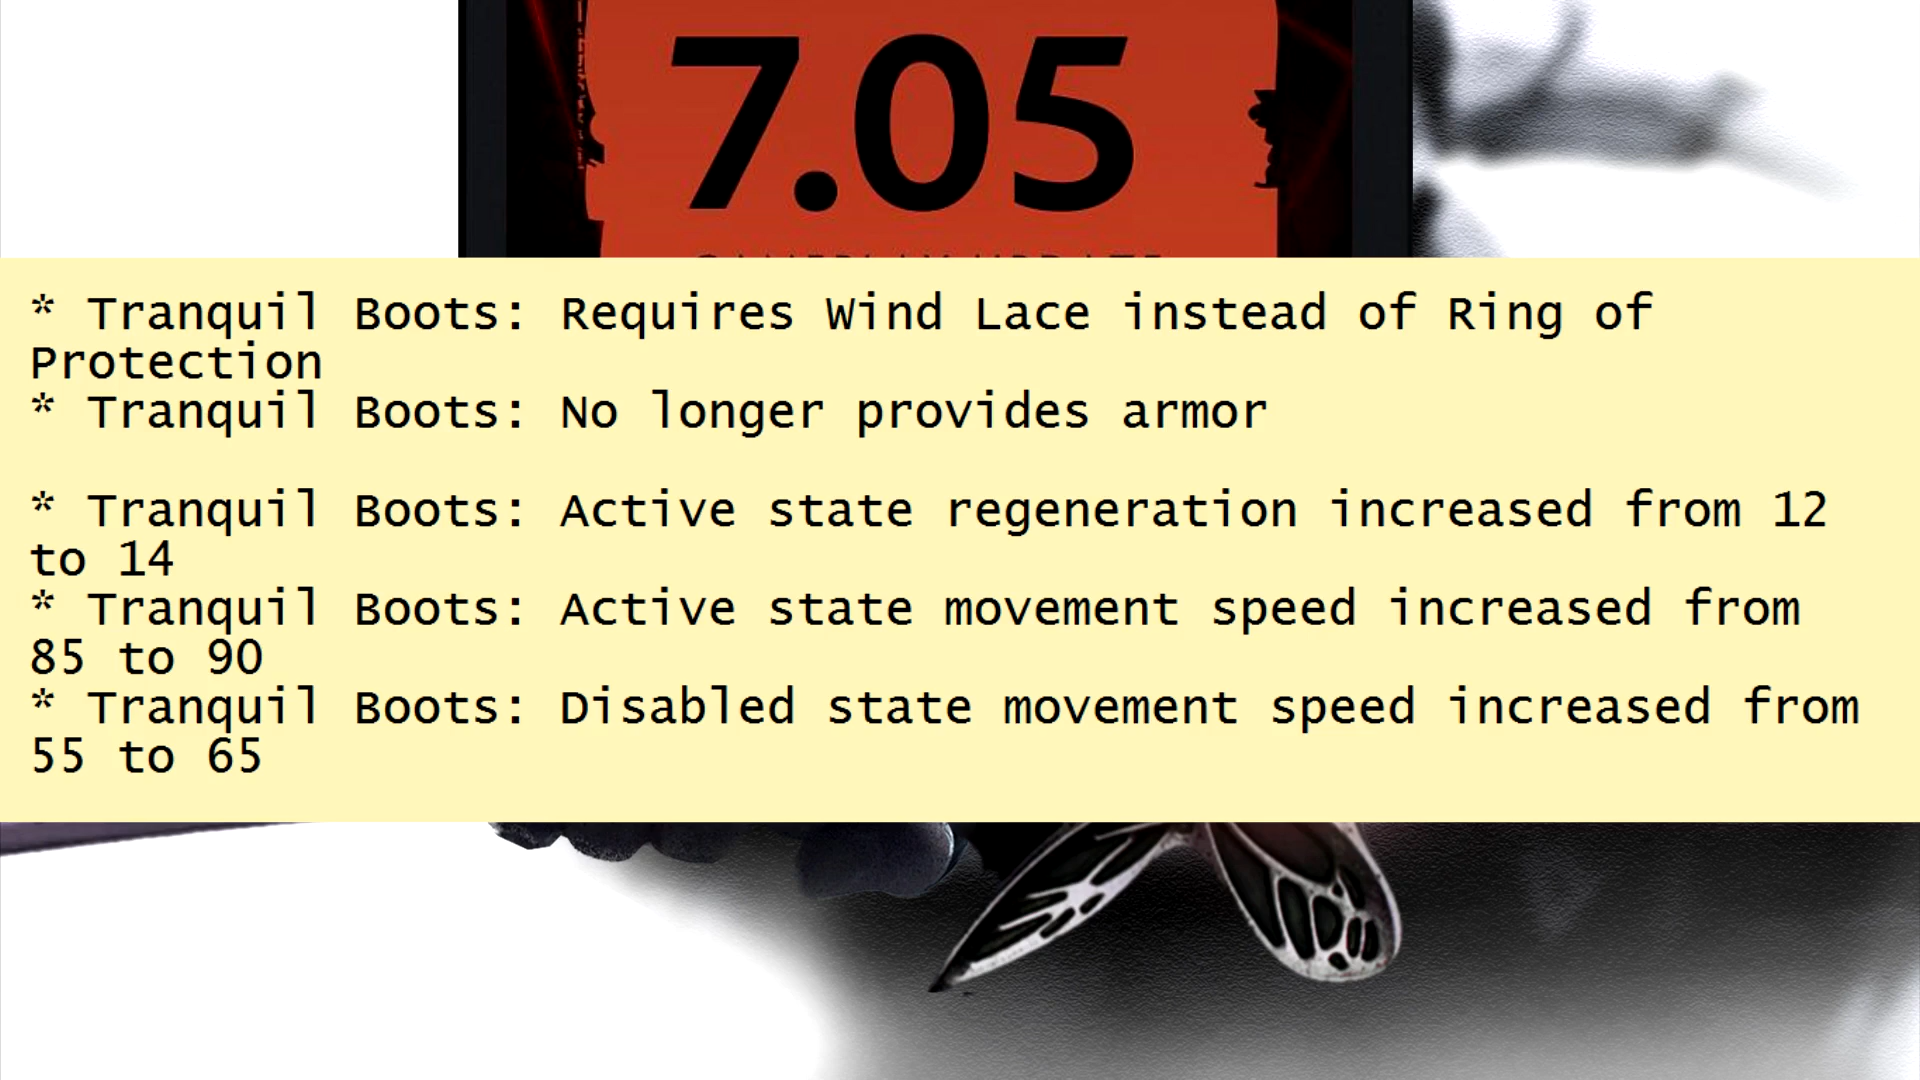 7.05
* Tranquil Boots: Requires Wind Lace instead of Ring of
Protection
* Tranquil Boots: No longer provides armor
* Tranquil Boots: Active state regeneration increased from 12
to 14
* Tranquil Boots: Active state movement speed increased from
85 to 90
* Tranquil Boots: Disabled state movement speed increased from
55 to 65